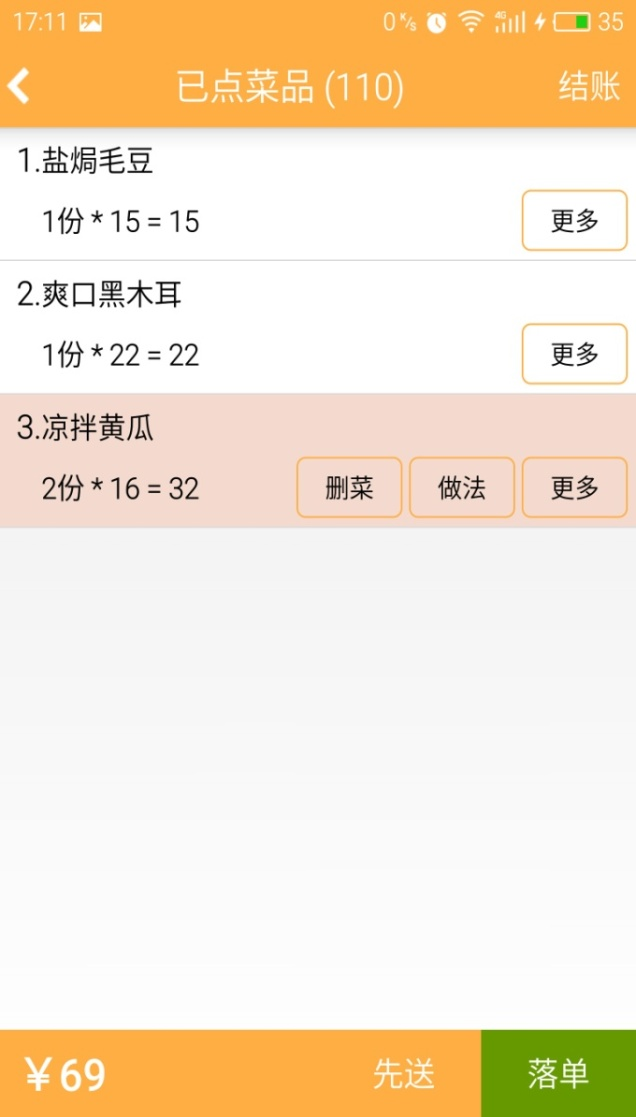 17:11 0 K/s 4G 35
已点菜品 (110) 结账
1.盐焗毛豆
1份 * 15 = 15 更多
2.爽口黑木耳
1份 * 22 = 22 更多
3.凉拌黄瓜
2份 * 16 = 32 删菜 做法 更多
￥69 先送 落单